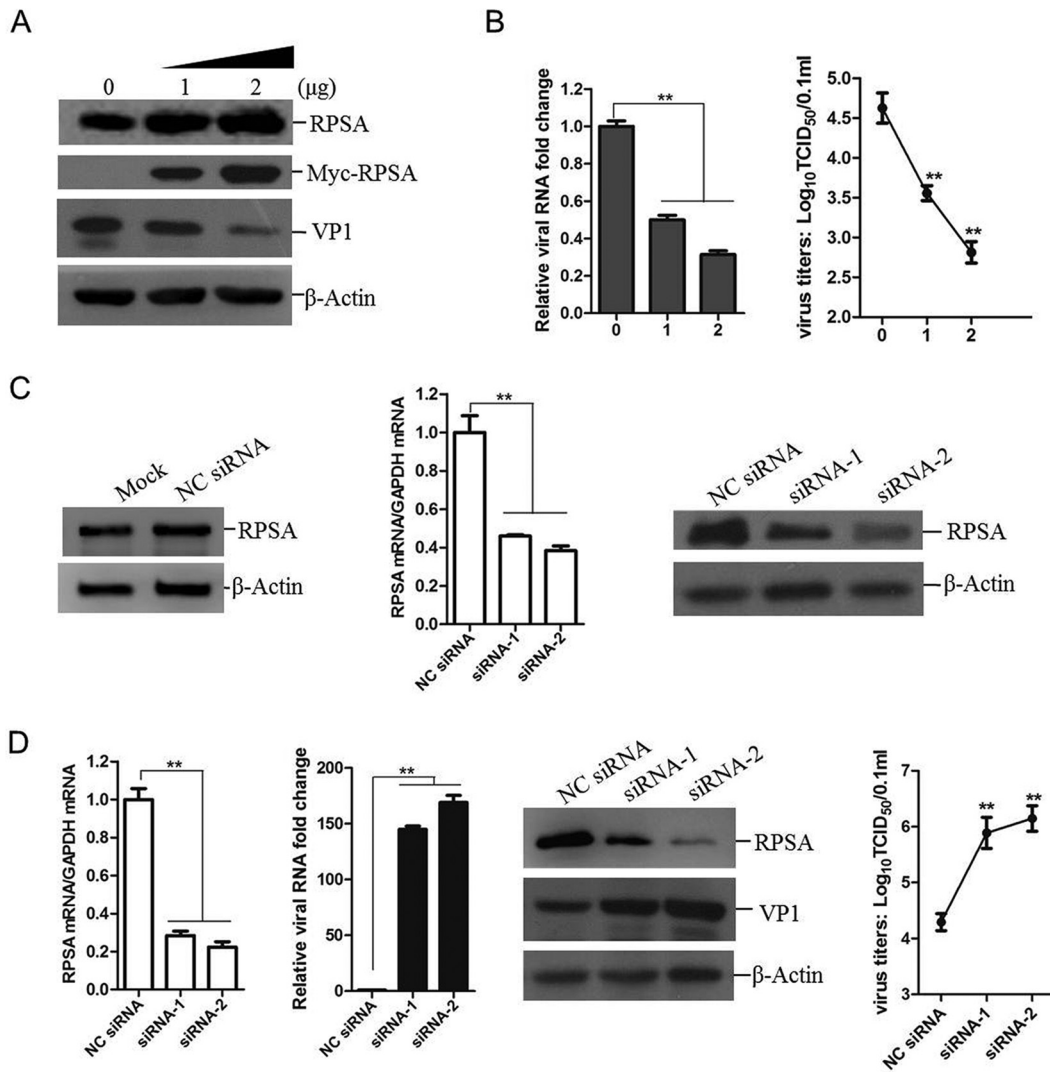 A
0 1 2 (μg)
RPSA
Myc-RPSA
VP1
β-Actin
B
Relative viral RNA fold change
1.2
1.0
0.8
0.6
0.4
0.2
0.0
**
0 1 2
virus titers: Log10TCID50/0.1ml
5.0
4.5
4.0
3.5
3.0
2.5
2.0
**
**
0 1 2
C
Mock NC siRNA
RPSA
β-Actin
RPSA mRNA/GAPDH mRNA
1.2
1.0
0.8
0.6
0.4
0.2
0.0
**
NC siRNA siRNA-1 siRNA-2
NC siRNA siRNA-1 siRNA-2
RPSA
β-Actin
D
RPSA mRNA/GAPDH mRNA
1.2
1.0
0.8
0.6
0.4
0.2
0.0
**
NC siRNA siRNA-1 siRNA-2
Relative viral RNA fold change
200
150
100
50
0
**
NC siRNA siRNA-1 siRNA-2
NC siRNA siRNA-1 siRNA-2
RPSA
VP1
β-Actin
virus titers: Log10TCID50/0.1ml
7
6
5
4
3
**
**
NC siRNA siRNA-1 siRNA-2